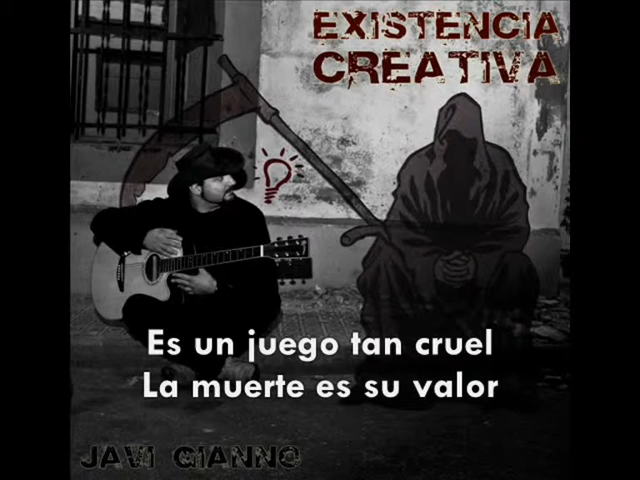 EXISTENCIA
CREATIVA
Es un juego tan cruel
La muerte es su valor
JAVI GIANNO